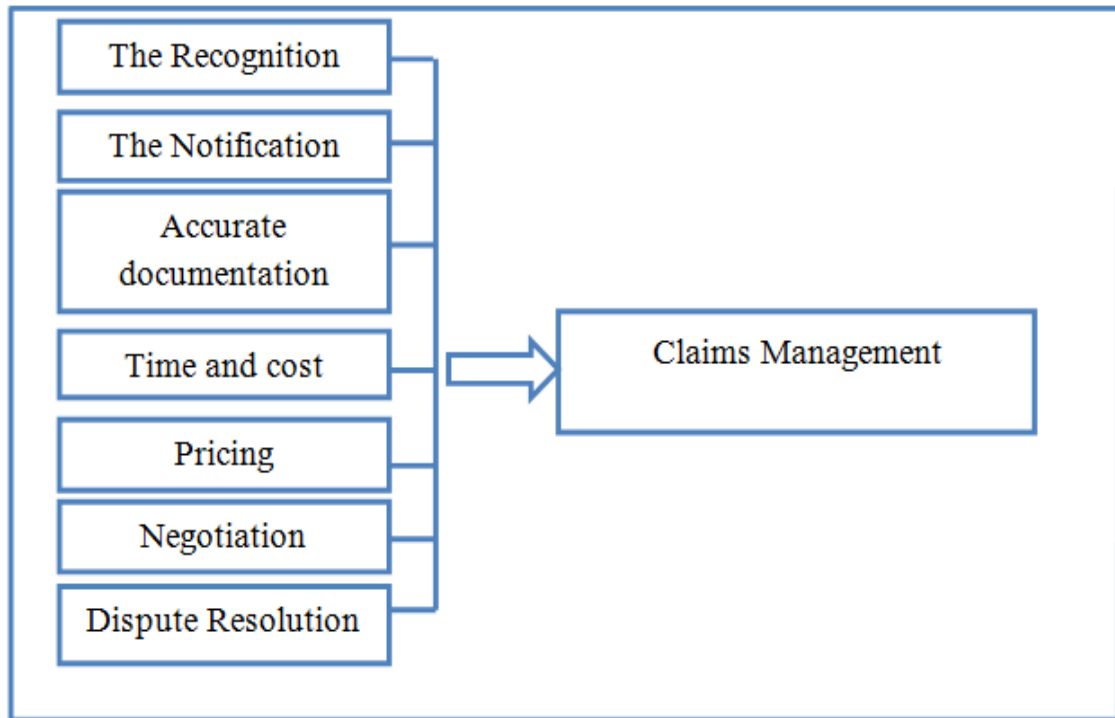 The Recognition
The Notification
Accurate
documentation
Time and cost
Pricing
Negotiation
Dispute Resolution
Claims Management